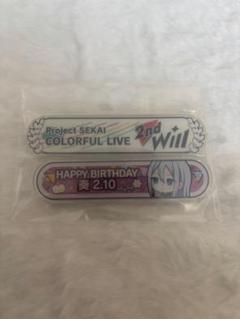 Project SEKAI
COLORFUL LIVE
2nd
Will
HAPPY BIRTHDAY
奏 2.10